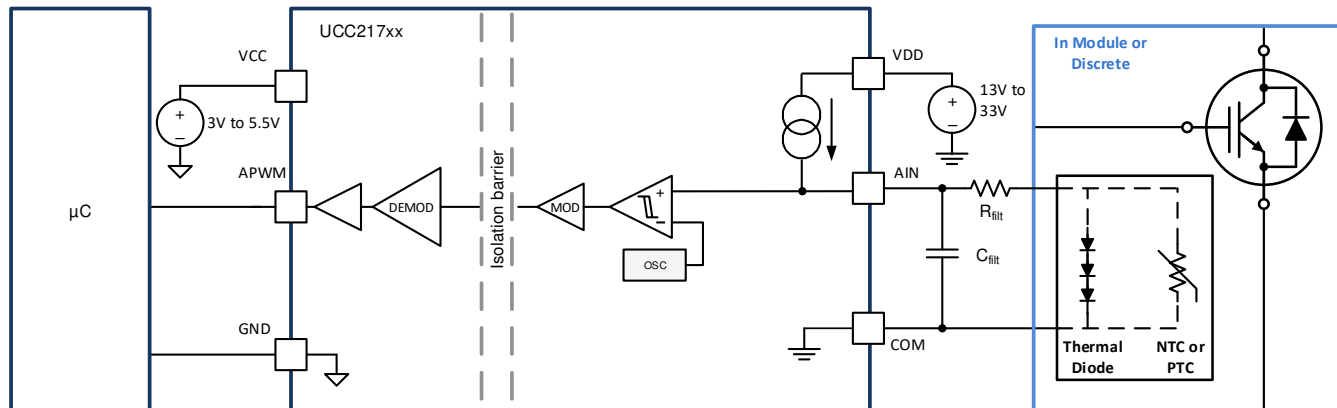 UCC217xx
In Module or
Discrete
VCC
VDD
+
3V to 5.5V
–
+
13V to
33V
–
APWM
AIN
µC
DEMOD
Isolation barrier
MOD
+
–
OSC
Rfilt
Cfilt
GND
COM
Thermal
Diode
NTC or
PTC